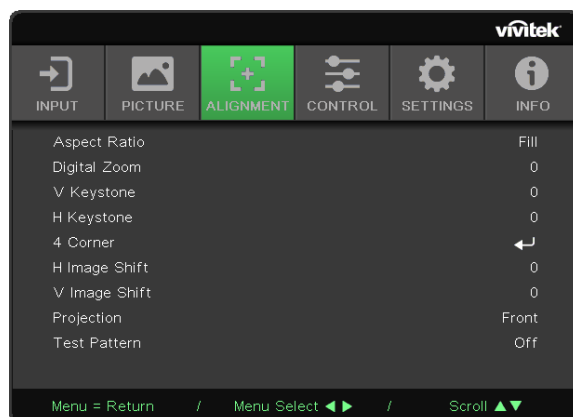 vivitek
INPUT PICTURE ALIGNMENT CONTROL SETTINGS INFO
Aspect Ratio Fill
Digital Zoom 0
V Keystone 0
H Keystone 0
4 Corner
H Image Shift 0
V Image Shift 0
Projection Front
Test Pattern Off
Menu = Return / Menu Select ◀ ▶ / Scroll ▲▼